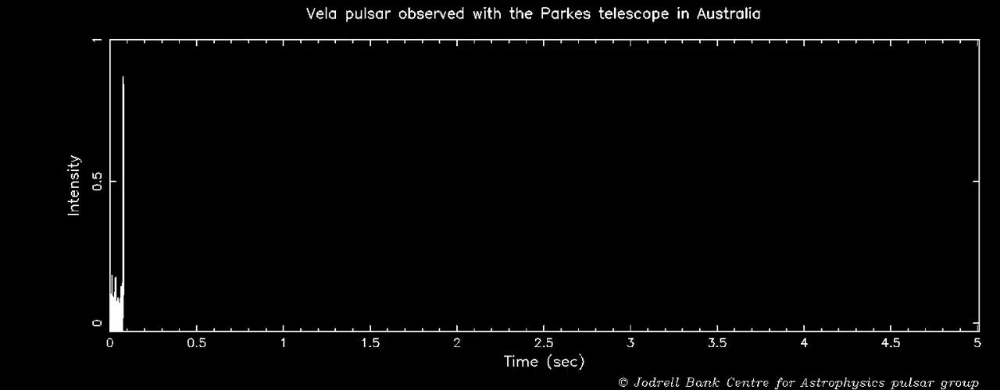 Vela pulsar observed with the Parkes telescope in Australia
1
Intensity
0.5
0
0 0.5 1 1.5 2 2.5 3 3.5 4 4.5 5
Time (sec)
© Jodrell Bank Centre for Astrophysics pulsar group